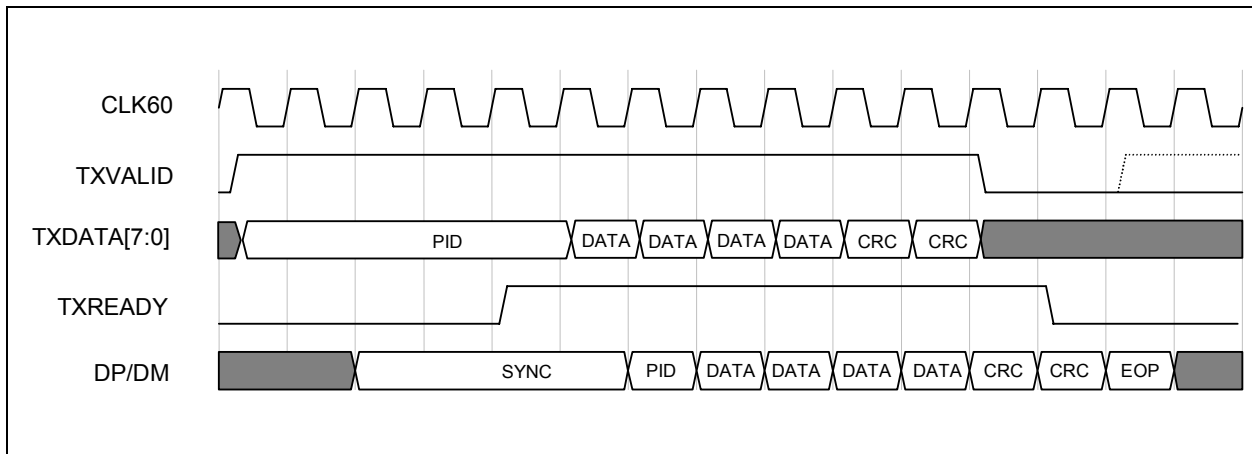 CLK60
TXVALID
TXDATA[7:0] PID DATA DATA DATA DATA CRC CRC
TXREADY
DP/DM SYNC PID DATA DATA DATA DATA CRC CRC EOP